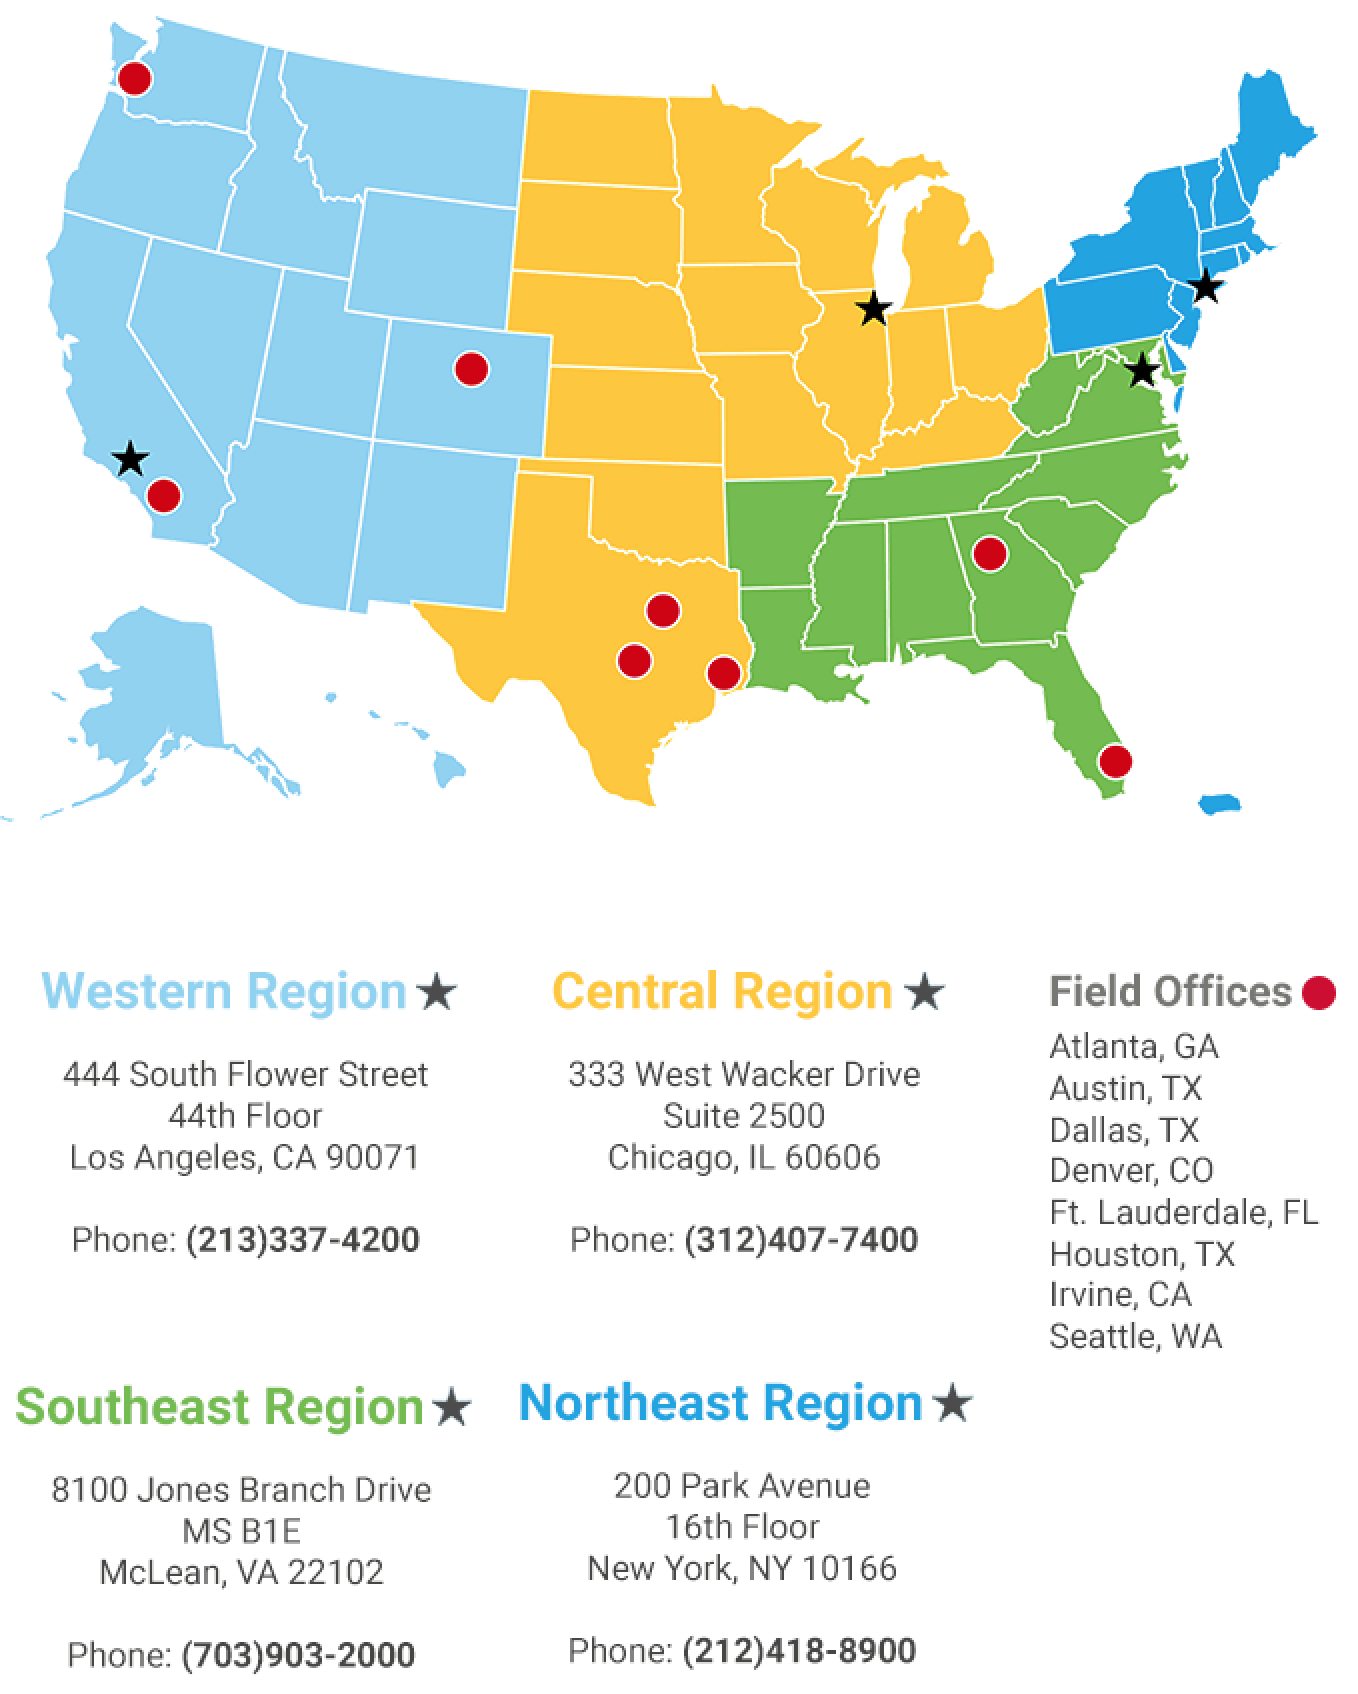 Western Region
444 South Flower Street
44th Floor
Los Angeles, CA 90071
Phone: (213)337-4200
Central Region
333 West Wacker Drive
Suite 2500
Chicago, IL 60606
Phone: (312)407-7400
Field Offices
Atlanta, GA
Austin, TX
Dallas, TX
Denver, CO
Ft. Lauderdale, FL
Houston, TX
Irvine, CA
Seattle, WA
Southeast Region
8100 Jones Branch Drive
MS B1E
McLean, VA 22102
Phone: (703)903-2000
Northeast Region
200 Park Avenue
16th Floor
New York, NY 10166
Phone: (212)418-8900